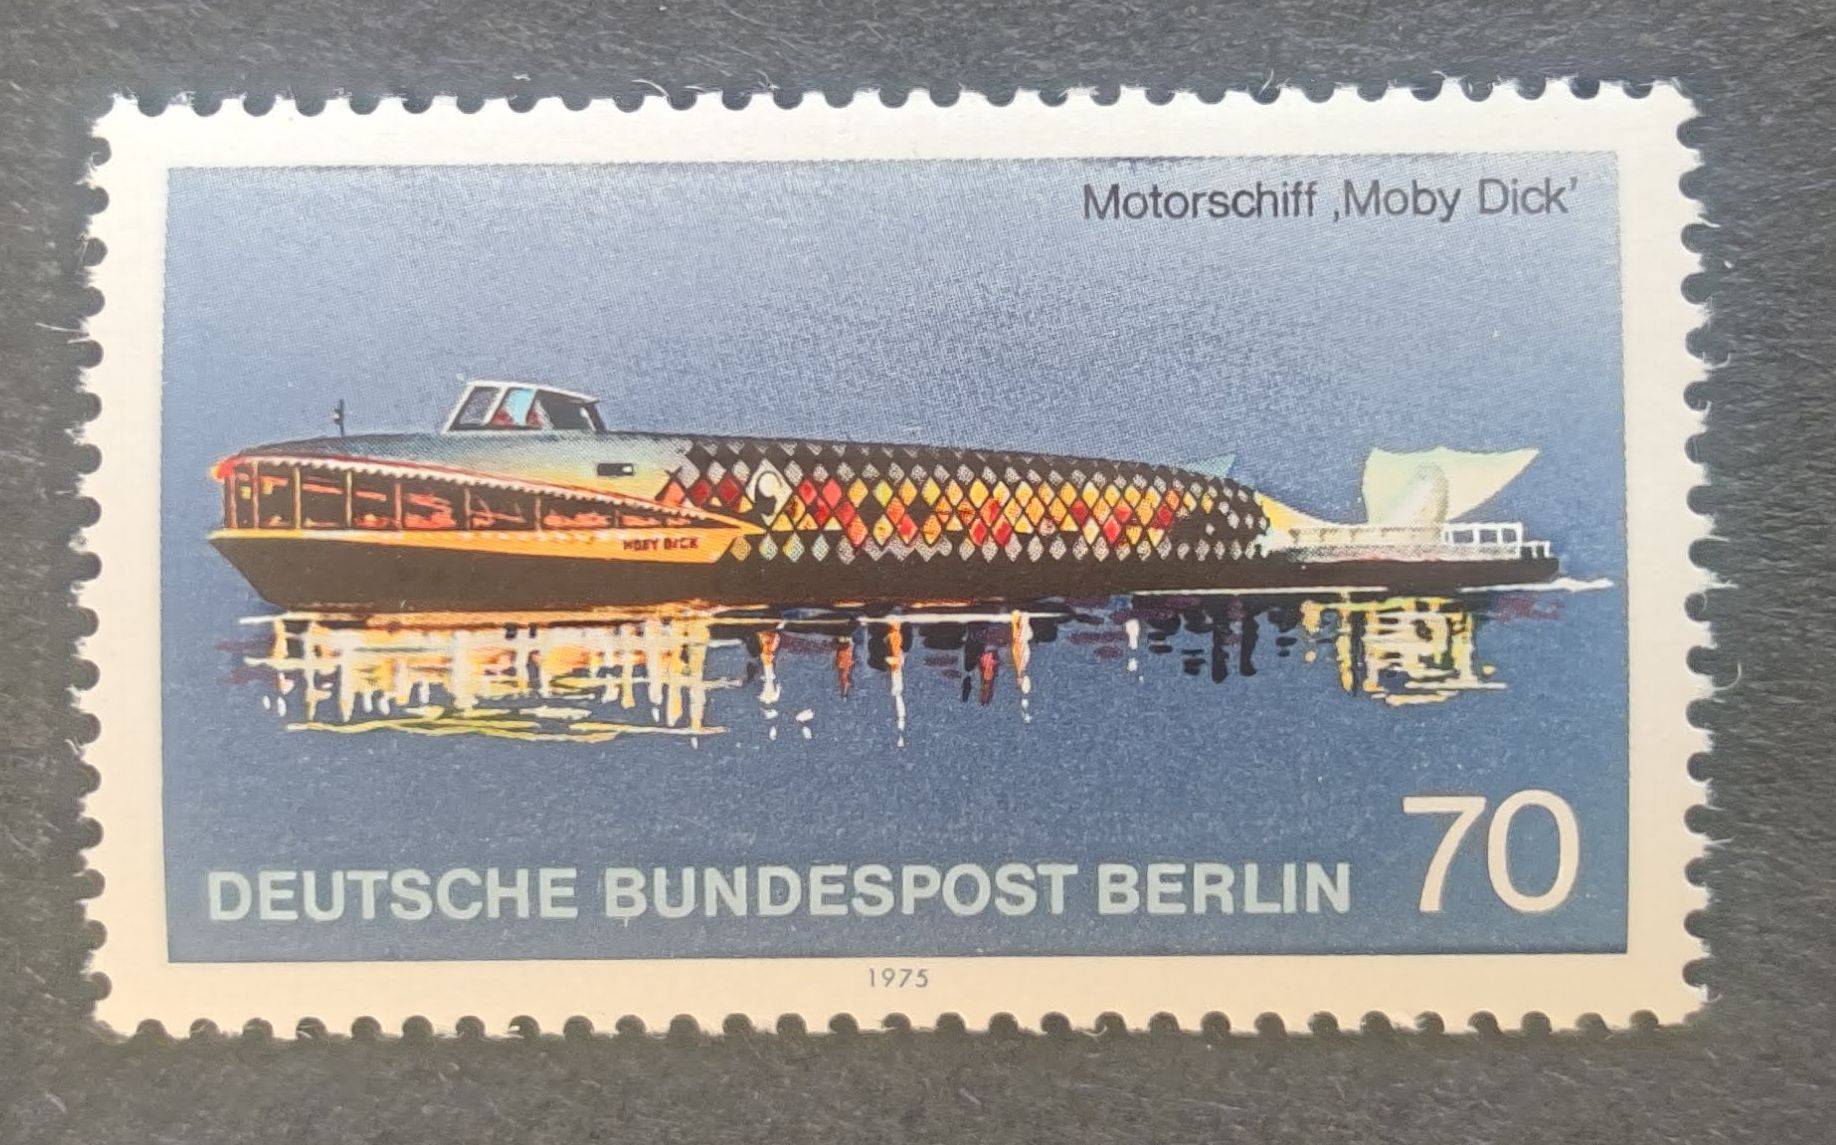 Motorschiff ‚Moby Dick’
MOBY DICK
70
DEUTSCHE BUNDESPOST BERLIN
1975